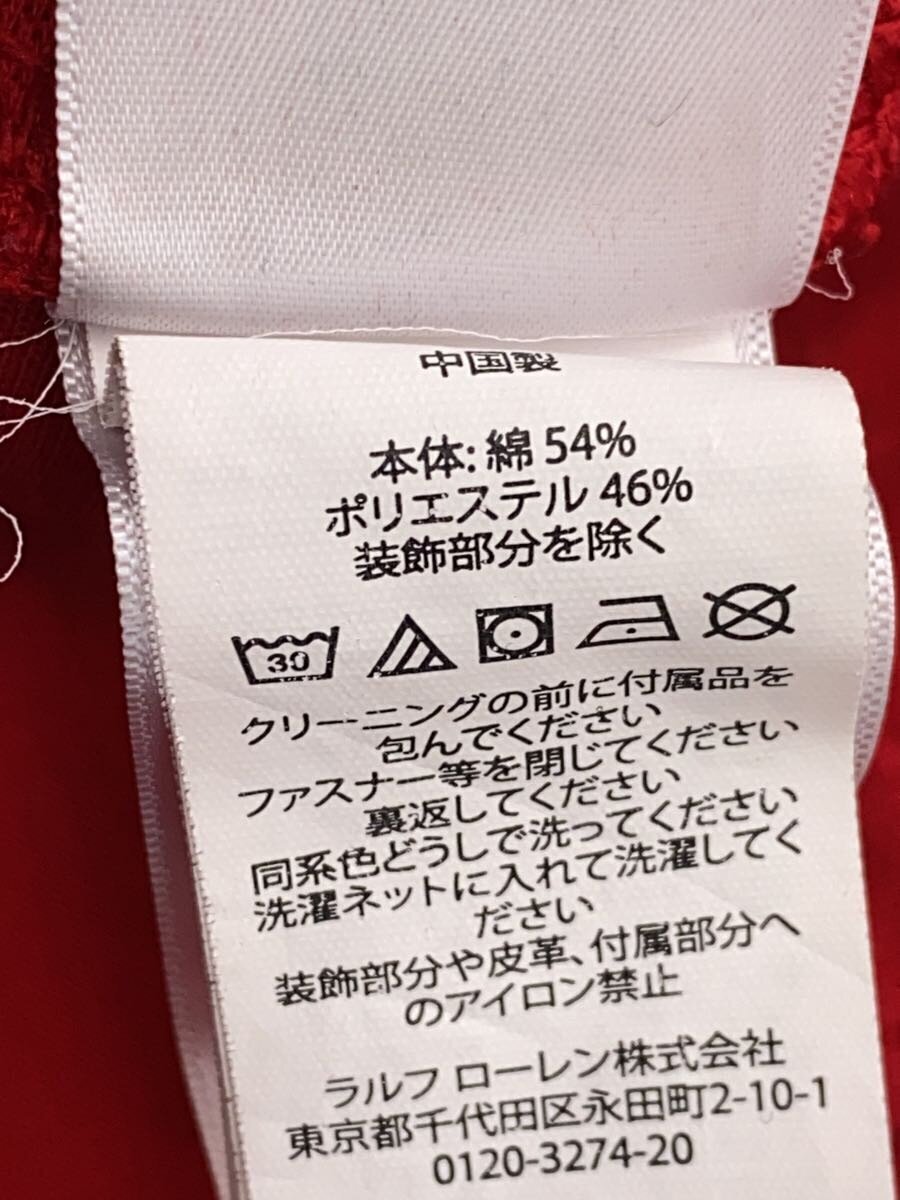 中国製
本体: 綿 54%
ポリエステル 46%
装飾部分を除く
30
クリーニングの前に付属品を
包んでください
ファスナー等を閉じてください
裏返してください
同系色どうしで洗ってください
洗濯ネットに入れて洗濯してく
ださい
装飾部分や皮革、付属部分へ
のアイロン禁止
ラルフ ローレン株式会社
東京都千代田区永田町2-10-1
0120-3274-20